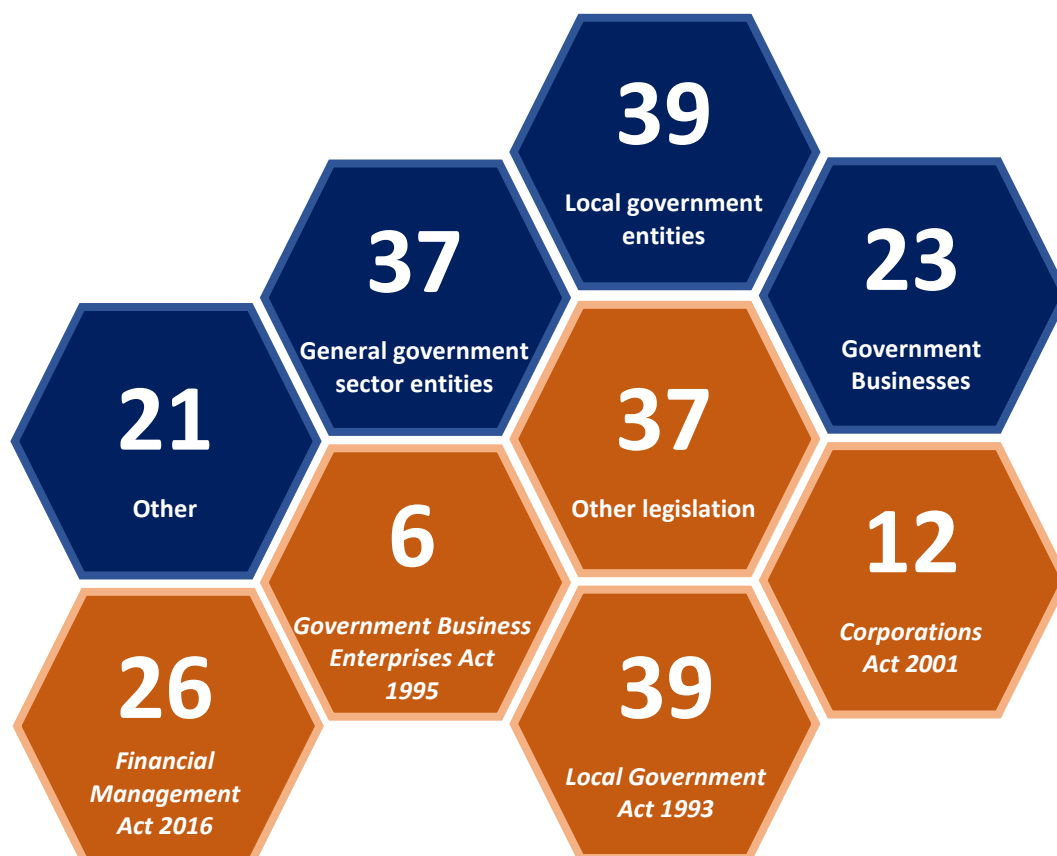 39
Local government
entities
37
General government
sector entities
23
Government
Businesses
21
Other
37
Other legislation
6
Government Business
Enterprises Act
1995
12
Corporations
Act 2001
26
Financial
Management
Act 2016
39
Local Government
Act 1993